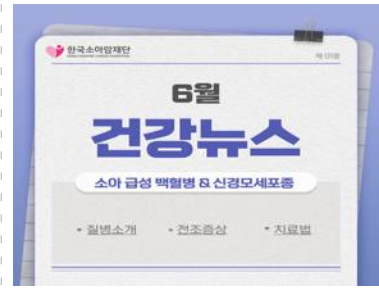 한국소아암재단
6월
건강뉴스
소아 급성 백혈병 & 신경모세포종
• 질병소개 • 전조증상 • 치료법